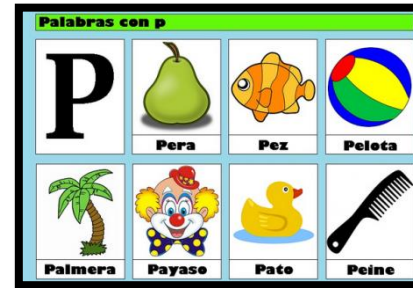 Palabras con p
P
Pera Pez Pelota
Palmera Payaso Pato Peine